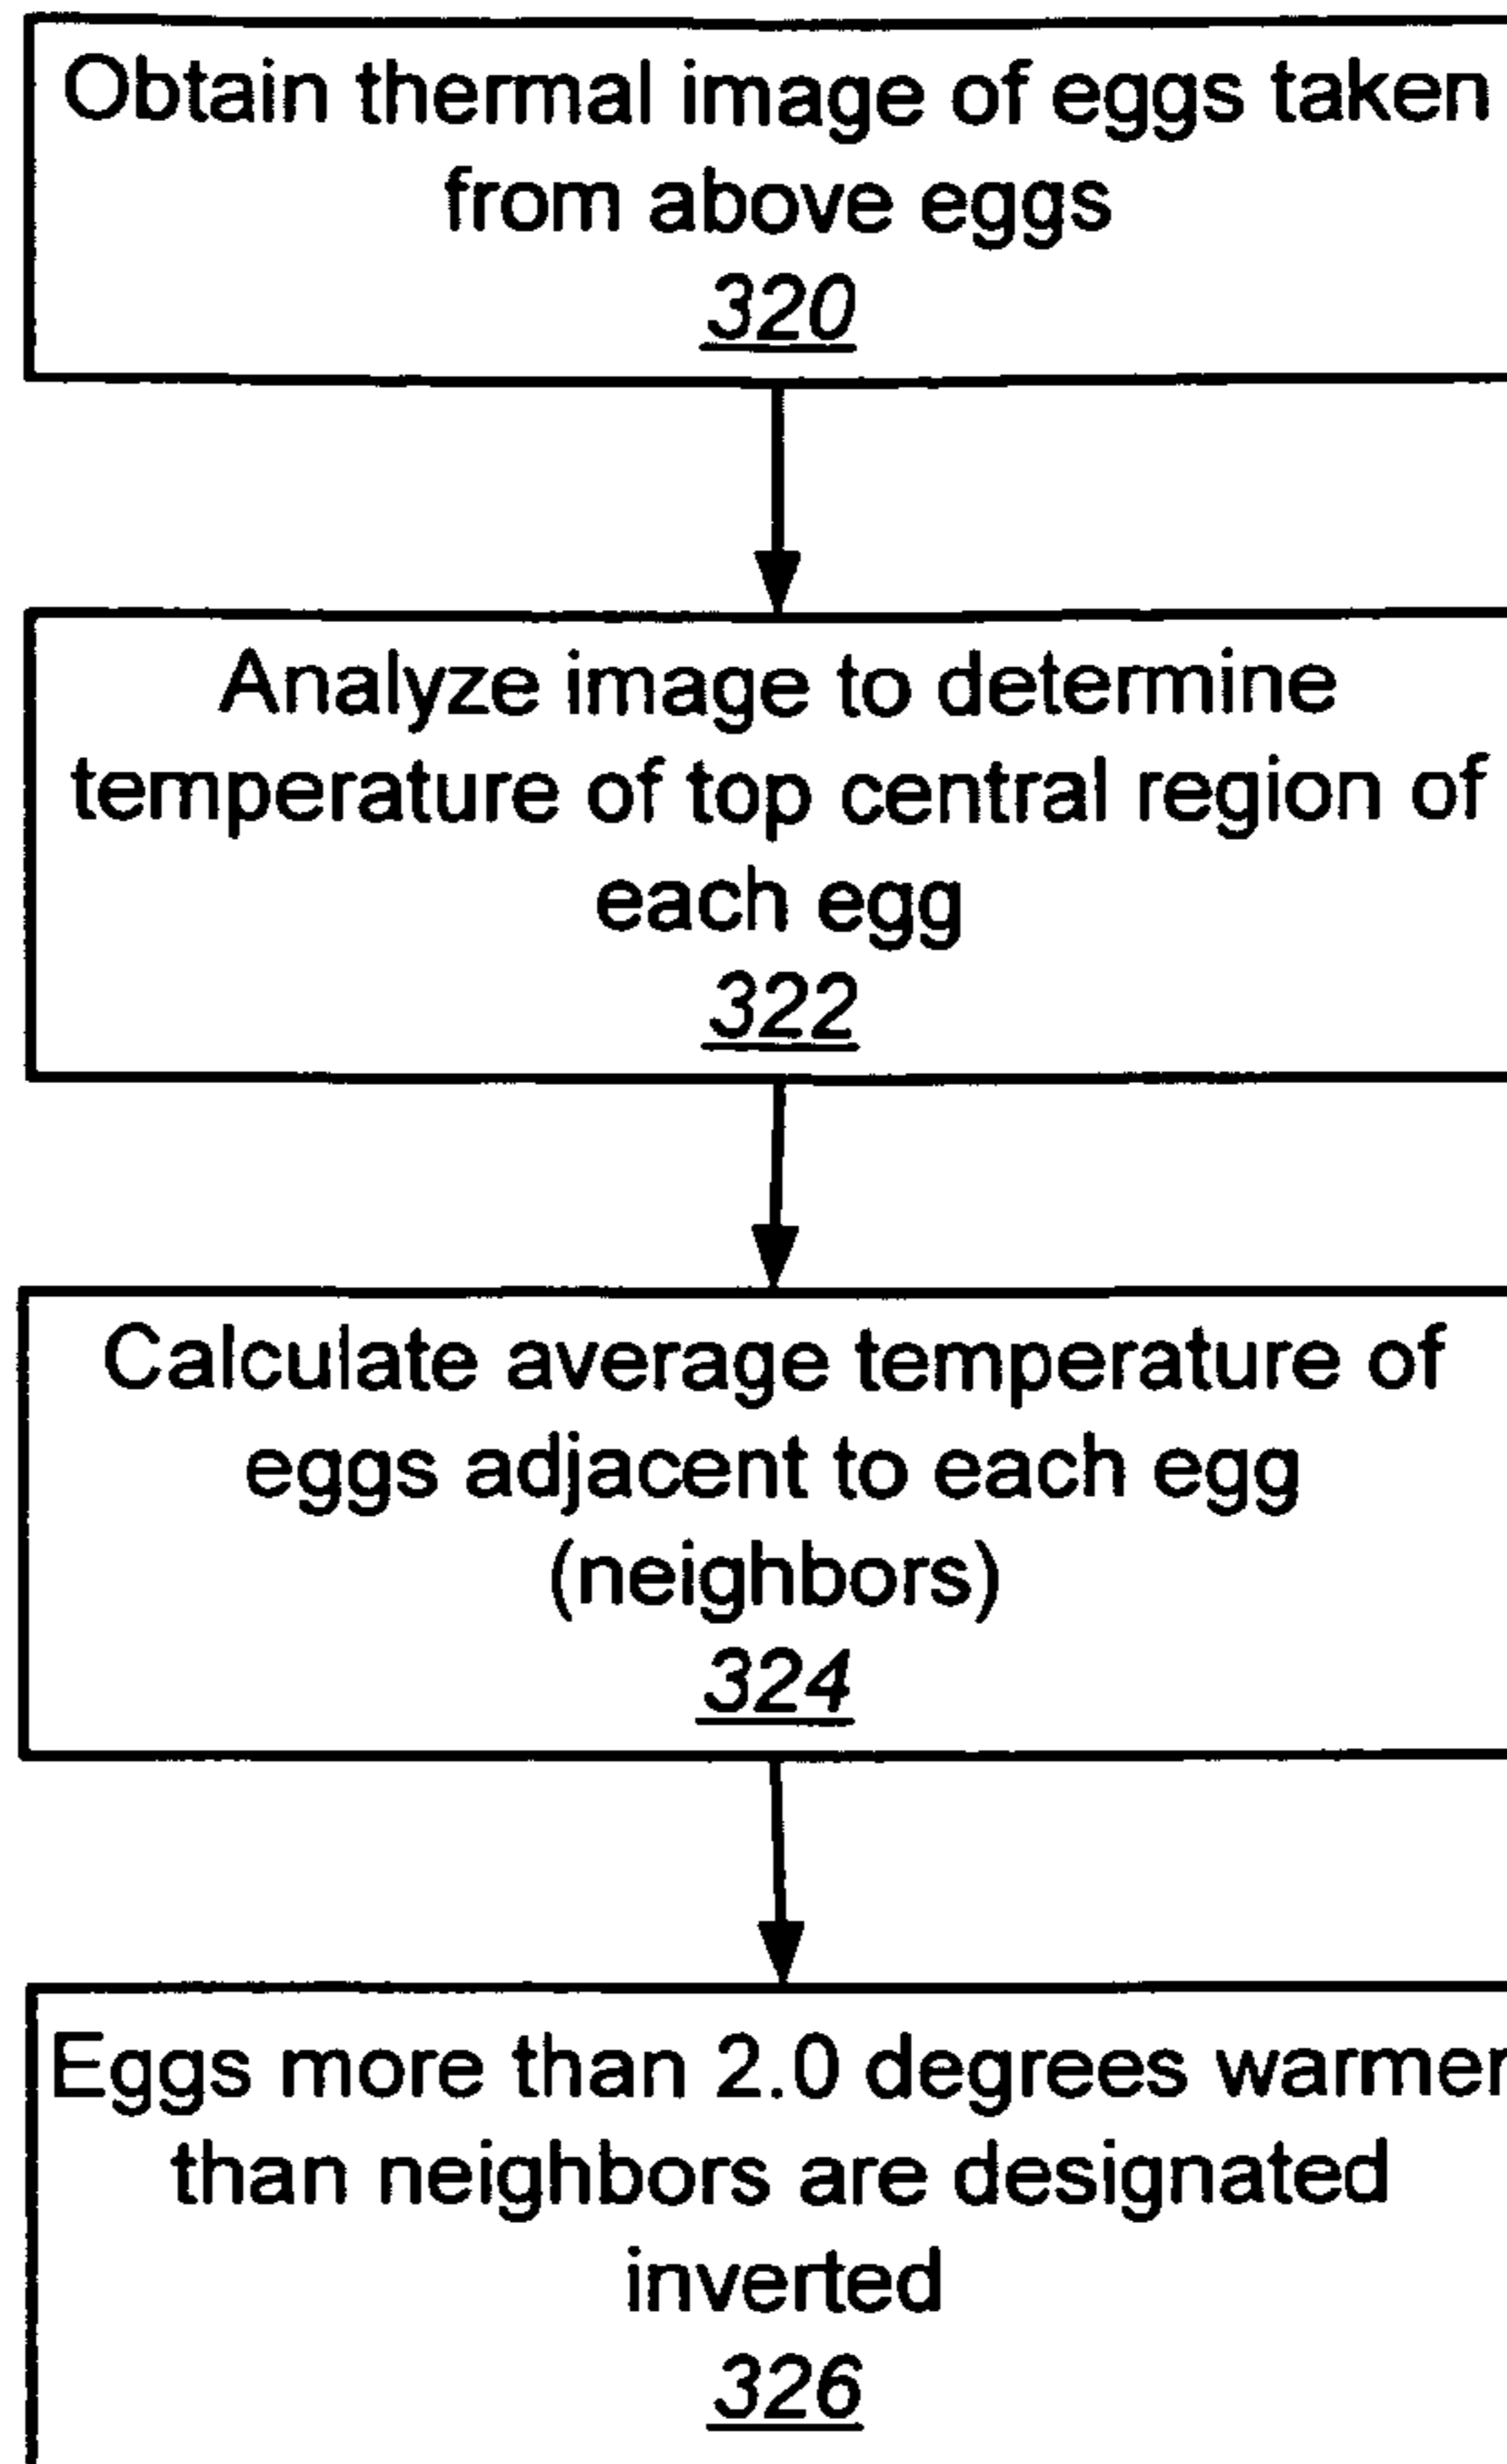 Obtain thermal image of eggs taken
from above eggs
320
Analyze image to determine
temperature of top central region of
each egg
322
Calculate average temperature of
eggs adjacent to each egg
(neighbors)
324
Eggs more than 2.0 degrees warmer
than neighbors are designated
inverted
326